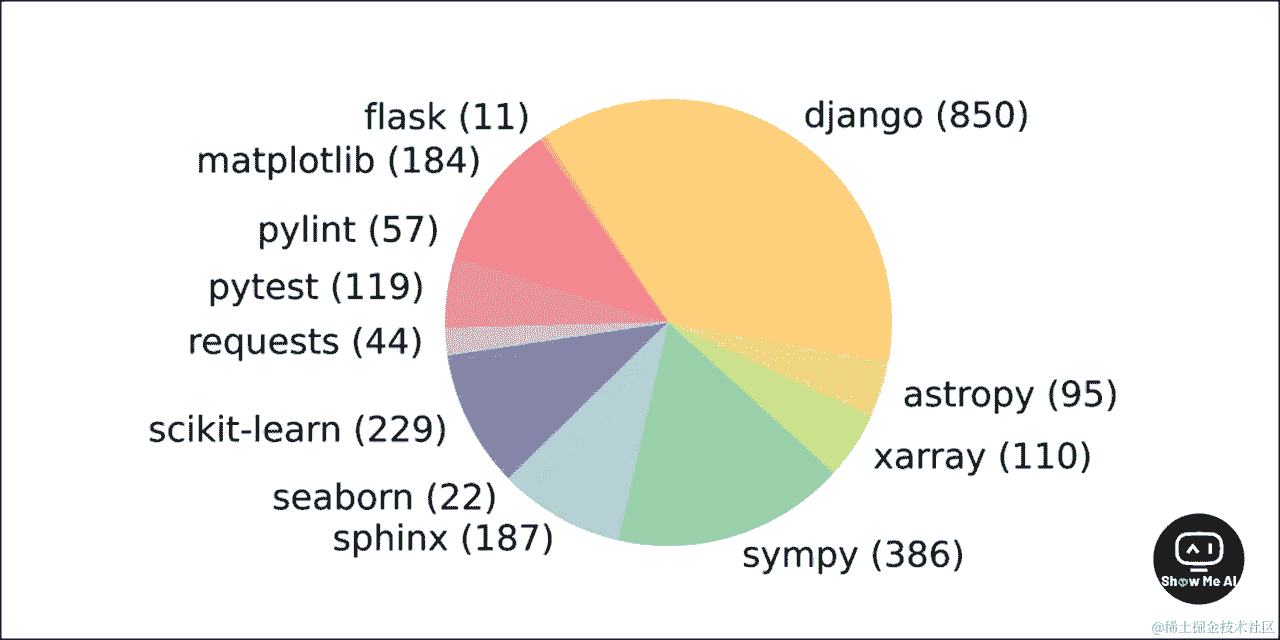 flask (11)
django (850)
matplotlib (184)
pylint (57)
pytest (119)
requests (44)
astropy (95)
scikit-learn (229)
xarray (110)
seaborn (22)
sphinx (187)
sympy (386)
AI
Show Me AI
@稀土掘金技术社区